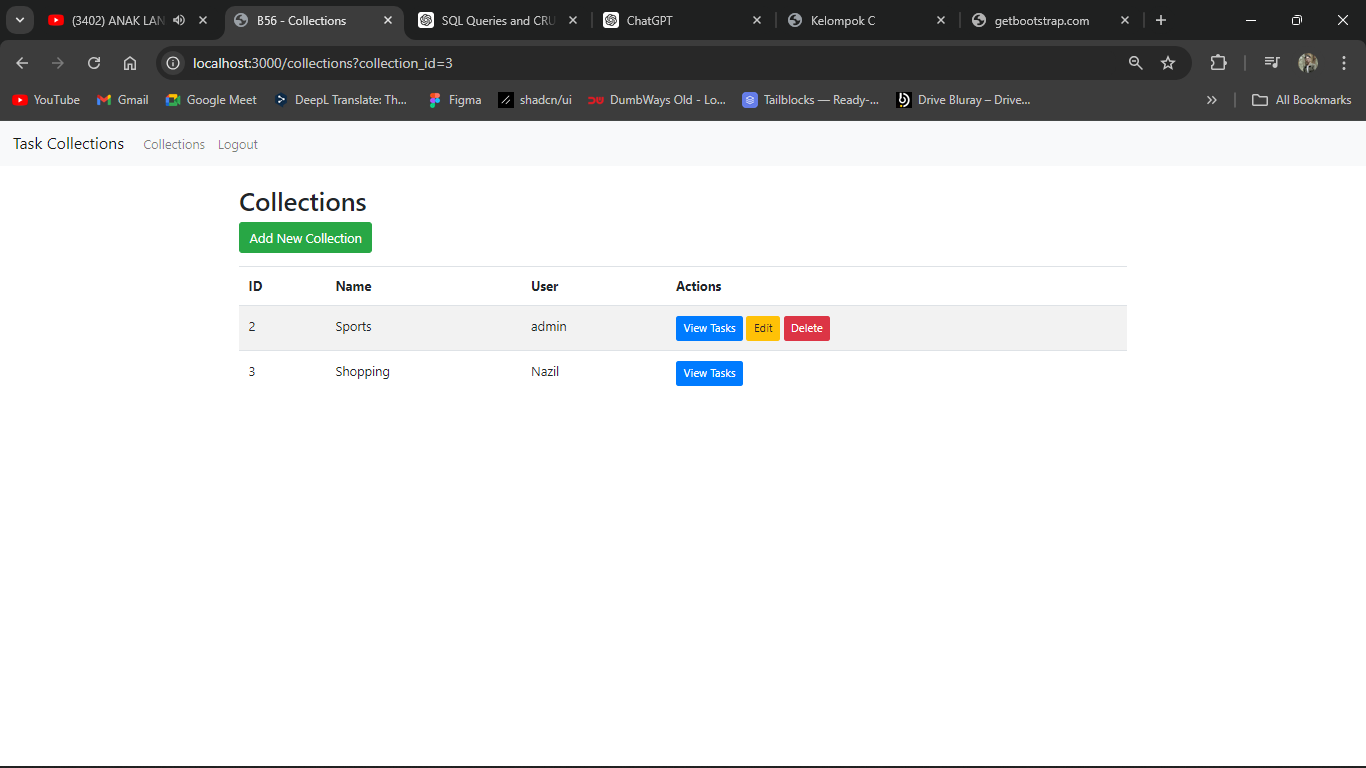 (3402) ANAK LAN
B56 - Collections
SQL Queries and CRU
ChatGPT
Kelompok C
getbootstrap.com
localhost:3000/collections?collection_id=3
YouTube
Gmail
Google Meet
DeepL Translate: Th...
Figma
shadcn/ui
DumbWays Old - Lo...
Tailblocks — Ready-...
Drive Bluray – Drive...
All Bookmarks
Task Collections Collections Logout
Collections
Add New Collection
ID Name User Actions
2 Sports admin View Tasks Edit Delete
3 Shopping Nazil View Tasks